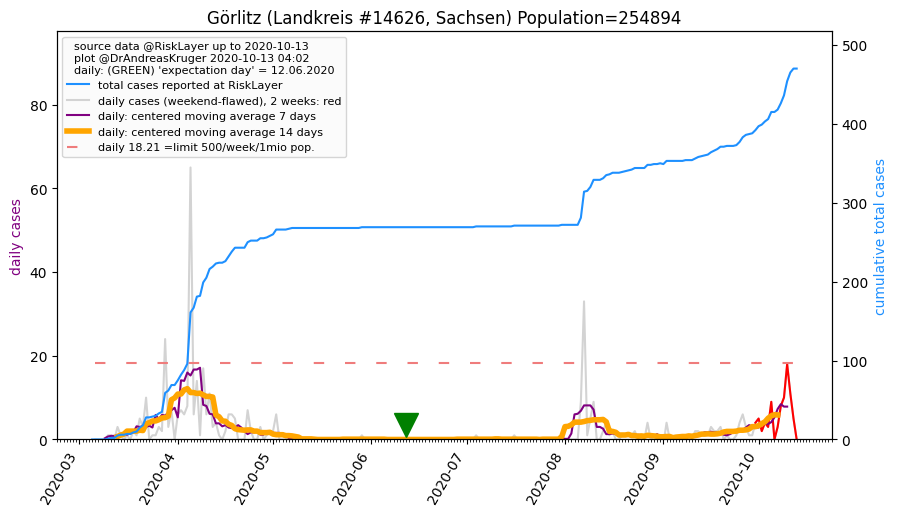 Görlitz (Landkreis #14626, Sachsen) Population=254894
source data @RiskLayer up to 2020-10-13
plot @DrAndreasKruger 2020-10-13 04:02
daily: (GREEN) 'expectation day' = 12.06.2020
total cases reported at RiskLayer
daily cases (weekend-flawed), 2 weeks: red
daily: centered moving average 7 days
daily: centered moving average 14 days
daily 18.21 =limit 500/week/1mio pop.
daily cases
80
60
40
20
0
cumulative total cases
500
400
300
200
100
0
2020-03
2020-04
2020-05
2020-06
2020-07
2020-08
2020-09
2020-10